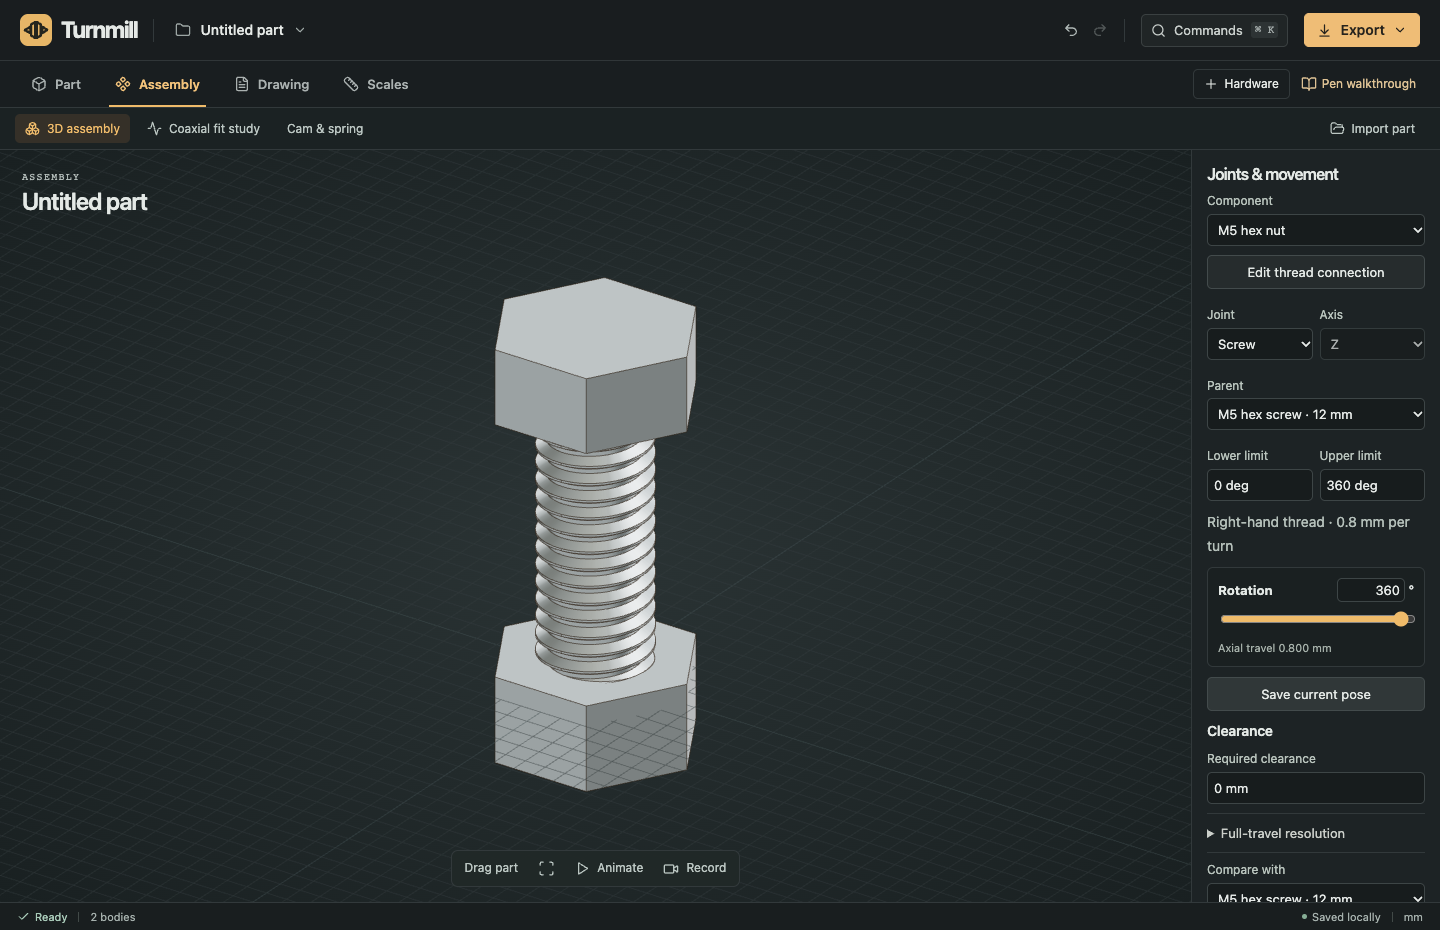 Turnmill
Untitled part
Commands
⌘ K
Export
Part
Assembly
Drawing
Scales
Hardware
Pen walkthrough
3D assembly
Coaxial fit study
Cam & spring
Import part
ASSEMBLY
Untitled part
Joints & movement
Component
M5 hex nut
Edit thread connection
Joint
Axis
Screw
Z
Parent
M5 hex screw · 12 mm
Lower limit
Upper limit
0 deg
360 deg
Right-hand thread · 0.8 mm per
turn
Rotation
360 °
Axial travel 0.800 mm
Save current pose
Clearance
Required clearance
0 mm
Full-travel resolution
Compare with
M5 hex screw · 12 mm
Drag part
Animate
Record
Ready
2 bodies
Saved locally
mm